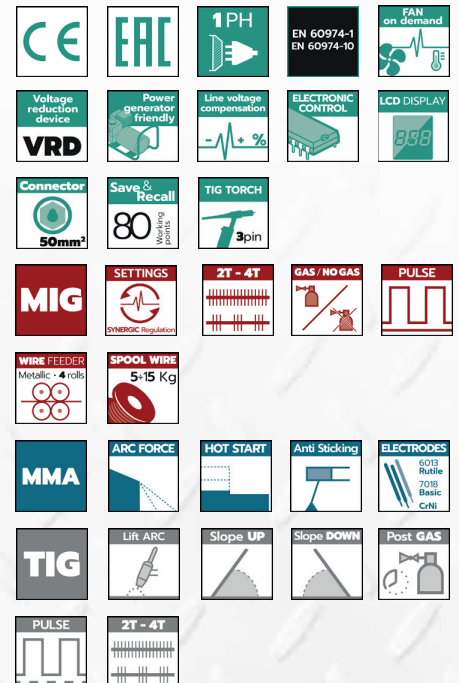 CE
EAC
1 PH
EN 60974-1
EN 60974-10
FAN
on demand
Voltage
reduction
device
VRD
Power
generator
friendly
Line voltage
compensation
- + %
ELECTRONIC
CONTROL
LCD DISPLAY
888
Connector
50mm²
Save &
Recall
80
Working
points
TIG TORCH
3pin
MIG
SETTINGS
SYNERGIC Regulation
2T - 4T
GAS / NO GAS
PULSE
WIRE FEEDER
Metallic • 4 rolls
SPOOL WIRE
5÷15 Kg
MMA
ARC FORCE
HOT START
Anti Sticking
ELECTRODES
6013
Rutile
7018
Basic
CrNi
TIG
Lift ARC
Slope UP
Slope DOWN
Post GAS
PULSE
2T - 4T